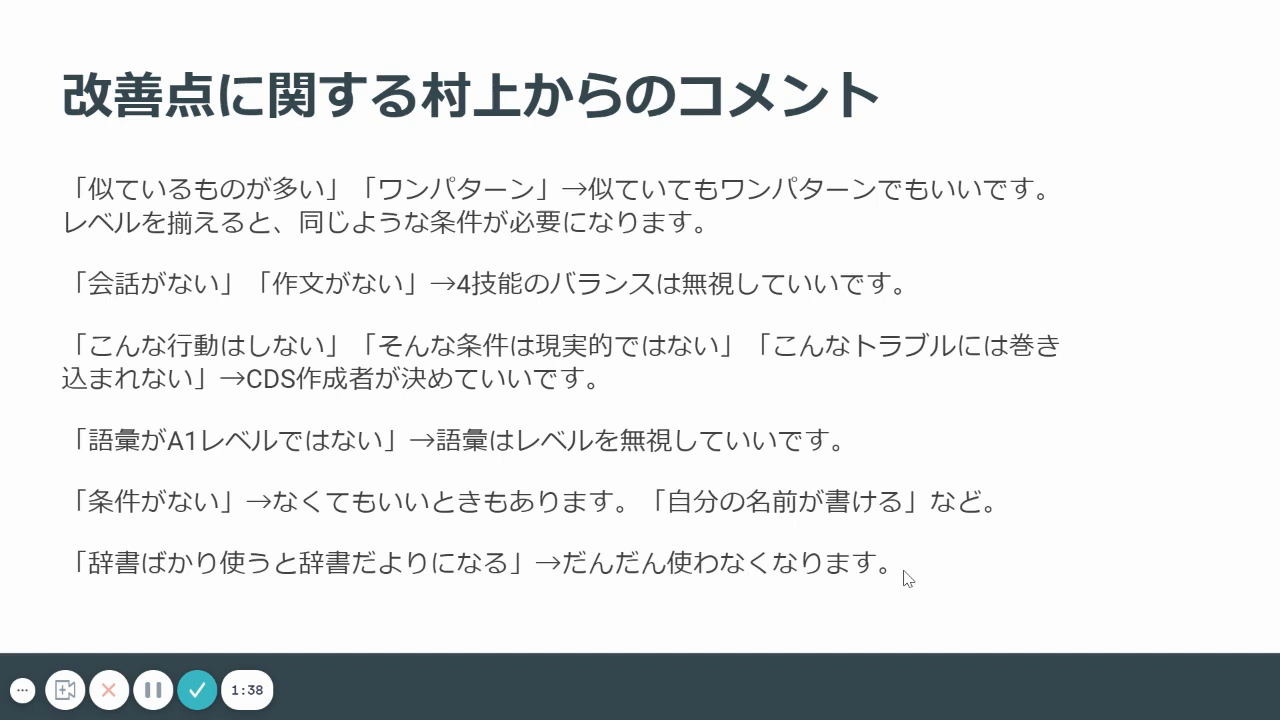 改善点に関する村上からのコメント
「似ているものが多い」「ワンパターン」→似ていてもワンパターンでもいいです。
レベルを揃えると、同じような条件が必要になります。
「会話がない」「作文がない」→4技能のバランスは無視していいです。
「こんな行動はしない」「そんな条件は現実的ではない」「こんなトラブルには巻き
込まれない」→CDS作成者が決めていいです。
「語彙がA1レベルではない」→語彙はレベルを無視していいです。
「条件がない」→なくてもいいときもあります。「自分の名前が書ける」など。
「辞書ばかり使うと辞書だよりになる」→だんだん使わなくなります。
1:38